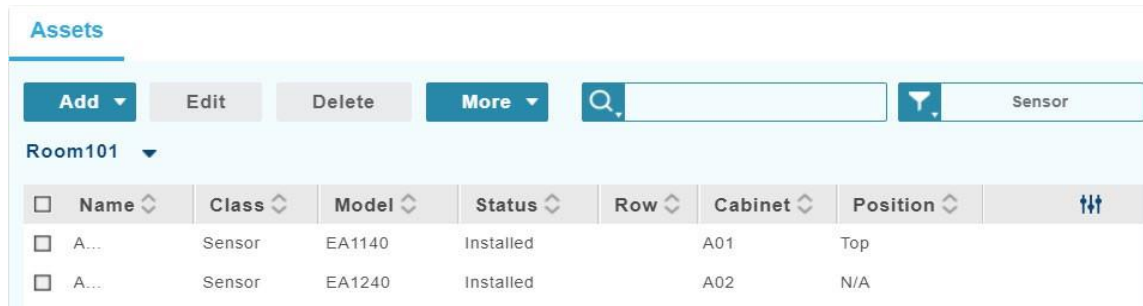 Assets
Add Edit Delete More Sensor
Room101
Name Class Model Status Row Cabinet Position
A... Sensor EA1140 Installed A01 Top
A... Sensor EA1240 Installed A02 N/A